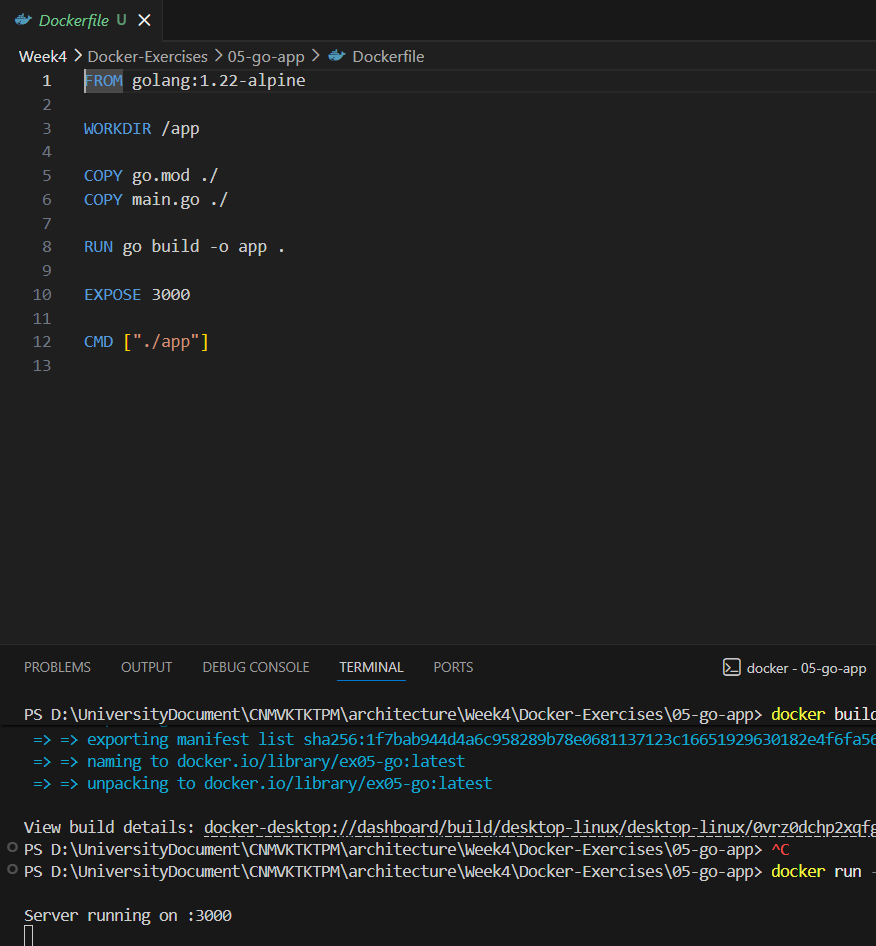 Dockerfile U
Week4 > Docker-Exercises > 05-go-app > Dockerfile
1 FROM golang:1.22-alpine
2
3 WORKDIR /app
4
5 COPY go.mod ./
6 COPY main.go ./
7
8 RUN go build -o app .
9
10 EXPOSE 3000
11
12 CMD ["./app"]
13
PROBLEMS OUTPUT DEBUG CONSOLE TERMINAL PORTS docker - 05-go-app
PS D:\UniversityDocument\CNMVKTKTPM\architecture\Week4\Docker-Exercises\05-go-app> docker build
=> => exporting manifest list sha256:1f7bab944d4a6c958289b78e0681137123c16651929630182e4f6fa56
=> => naming to docker.io/library/ex05-go:latest
=> => unpacking to docker.io/library/ex05-go:latest
View build details: docker-desktop://dashboard/build/desktop-linux/desktop-linux/0vrz0dchp2xqfg
PS D:\UniversityDocument\CNMVKTKTPM\architecture\Week4\Docker-Exercises\05-go-app> ^C
PS D:\UniversityDocument\CNMVKTKTPM\architecture\Week4\Docker-Exercises\05-go-app> docker run -
Server running on :3000